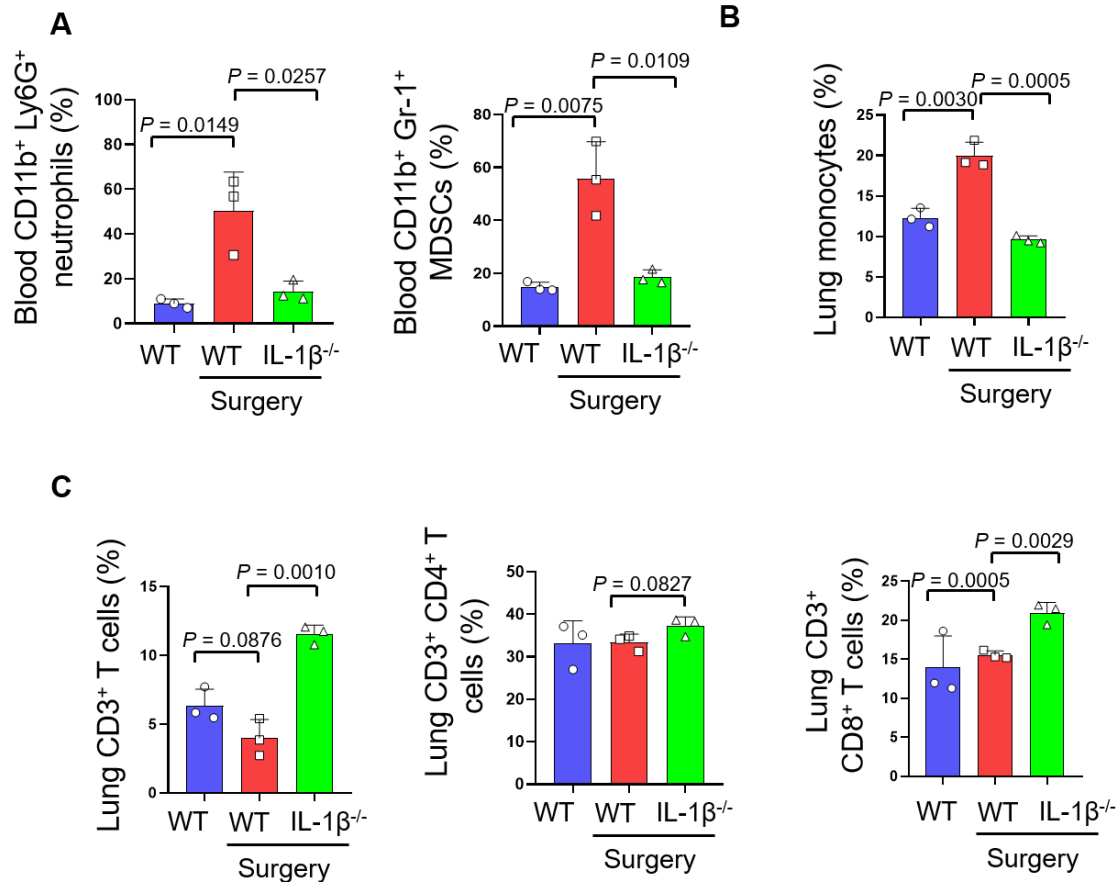 A
Blood CD11b⁺ Ly6G⁺
neutrophils (%)
100
80
60
40
20
0
P = 0.0149
P = 0.0257
WT
WT
IL-1β⁻/⁻
Surgery
Blood CD11b⁺ Gr-1⁺
MDSCs (%)
80
60
40
20
0
P = 0.0075
P = 0.0109
WT
WT
IL-1β⁻/⁻
Surgery
B
Lung monocytes (%)
25
20
15
10
5
0
P = 0.0030
P = 0.0005
WT
WT
IL-1β⁻/⁻
Surgery
C
Lung CD3⁺ T cells (%)
15
10
5
0
P = 0.0876
P = 0.0010
WT
WT
IL-1β⁻/⁻
Surgery
Lung CD3⁺ CD4⁺ T
cells (%)
50
40
30
20
10
0
P = 0.0827
WT
WT
IL-1β⁻/⁻
Surgery
Lung CD3⁺
CD8⁺ T cells (%)
25
20
15
10
5
0
P = 0.0005
P = 0.0029
WT
WT
IL-1β⁻/⁻
Surgery